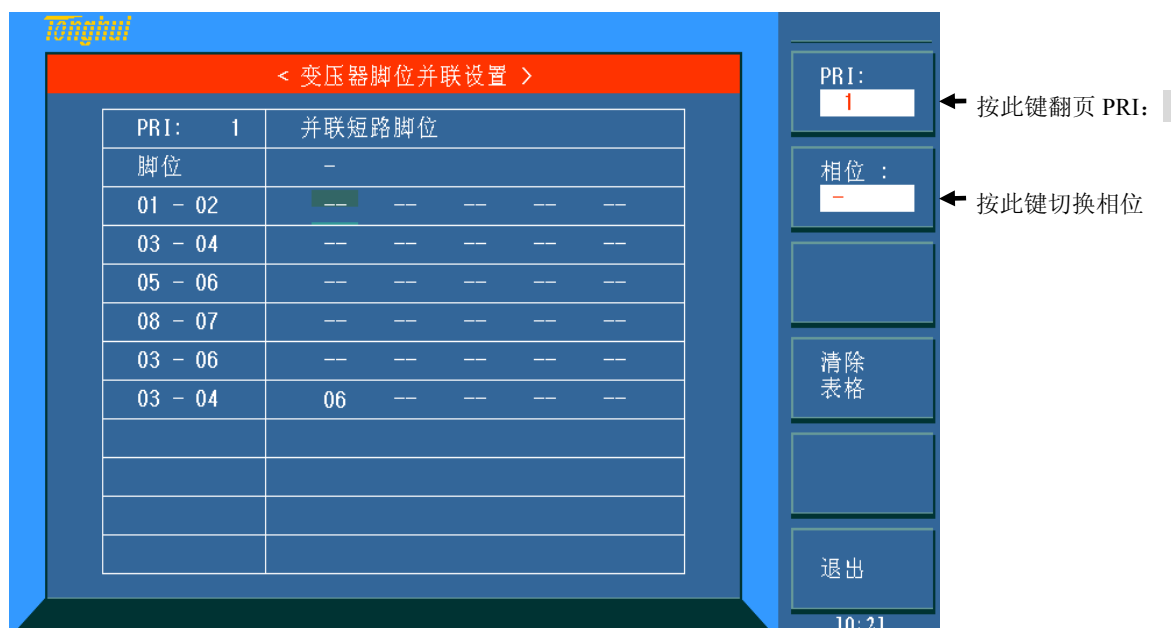 Tonghui
< 变压器脚位并联设置 >
PRI: 1 并联短路脚位
脚位 -
01 - 02 -- -- -- -- --
03 - 04 -- -- -- -- --
05 - 06 -- -- -- -- --
08 - 07 -- -- -- -- --
03 - 06 -- -- -- -- --
03 - 04 06 -- -- -- --
PRI:
1
相位 :
-
清除
表格
退出
10:21
按此键翻页 PRI:
按此键切换相位